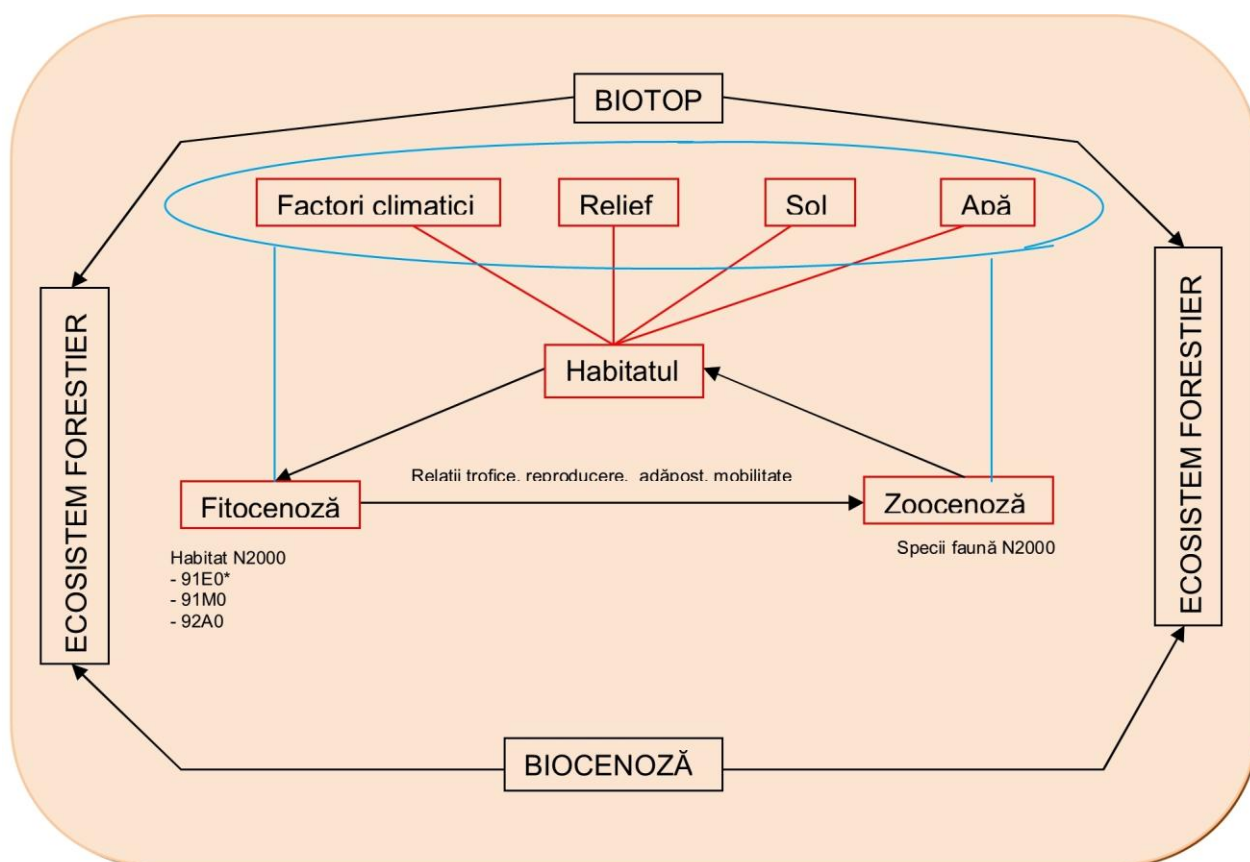 BIOTOP
Factori climatici
Relief
Sol
Apă
ECOSISTEM FORESTIER
ECOSISTEM FORESTIER
Habitatul
Relatii trofice, reproducere, adăpost, mobilitate
Fitocenoză
Zoocenoză
Habitat N2000
- 91E0*
- 91M0
- 92A0
Specii faună N2000
BIOCENOZĂ